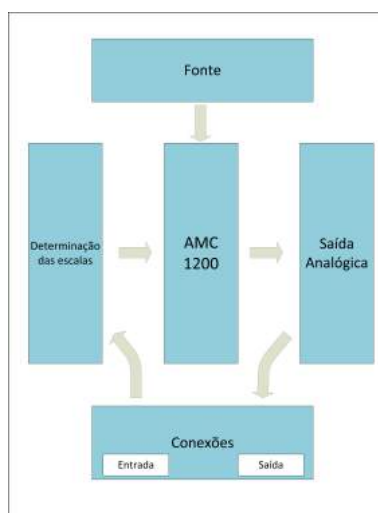 Fonte
Determinação
das escalas
AMC
1200
Saída
Analógica
Conexões
Entrada
Saída